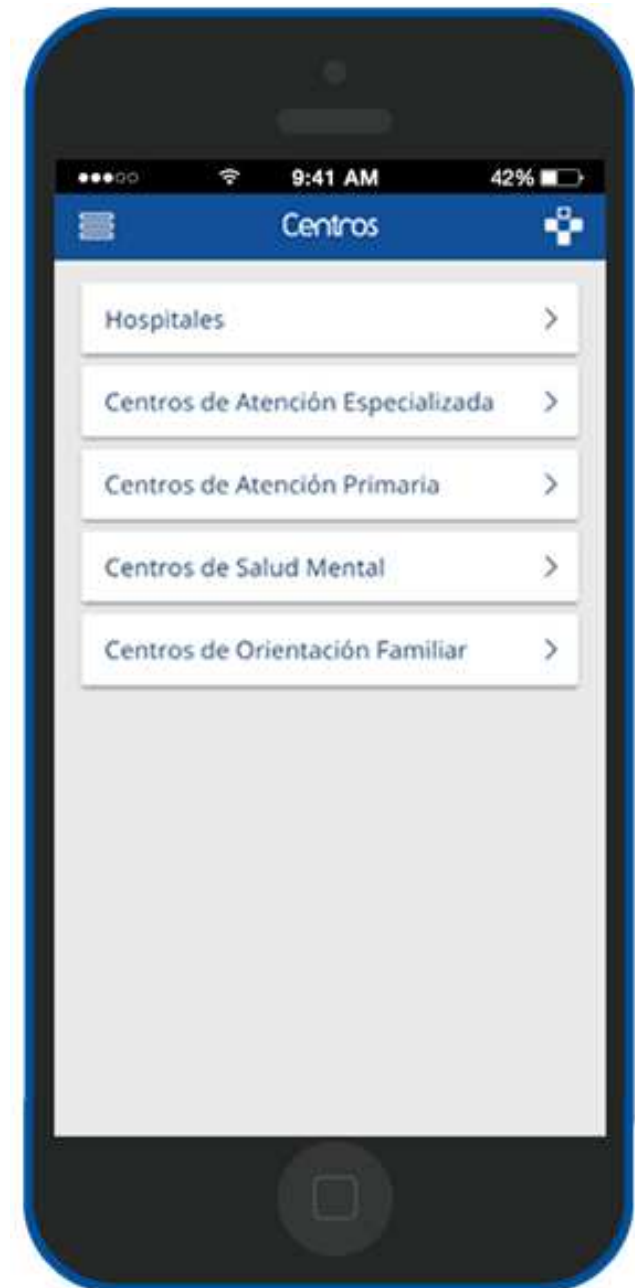 9:41 AM
42%
Centros
Hospitales
Centros de Atención Especializada
Centros de Atención Primaria
Centros de Salud Mental
Centros de Orientación Familiar